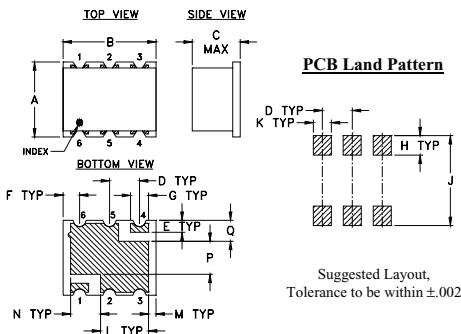 TOP VIEW
SIDE VIEW
B
C
MAX
1 2 3
A
INDEX
6 5 4
PCB Land Pattern
D TYP
K TYP
H TYP
J
BOTTOM VIEW
F TYP
D TYP
G TYP
E TYP
Q
6 5 4
P
1 2 3
N TYP
M TYP
L TYP
Suggested Layout,
Tolerance to be within ±.002